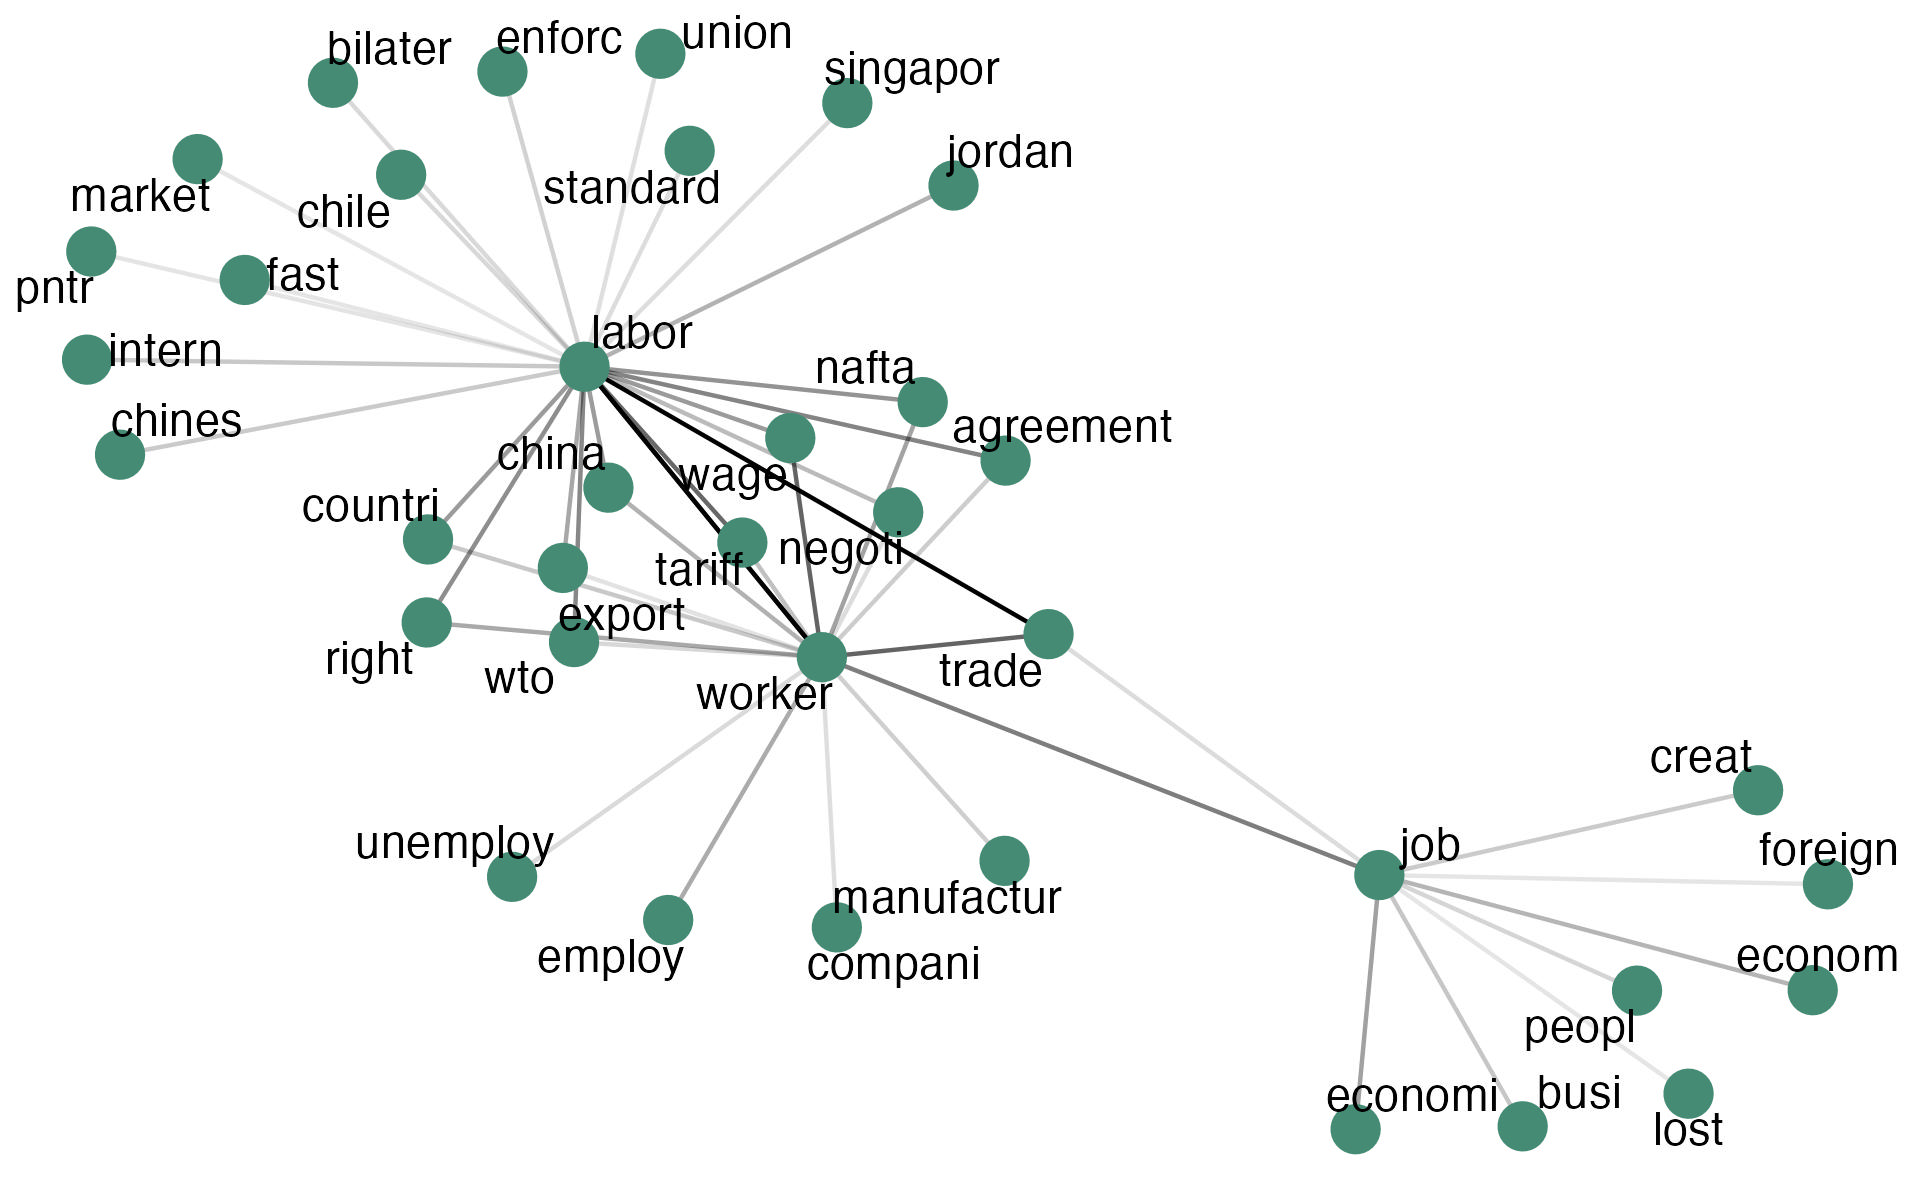 union
enforc
bilater
singapor
jordan
standard
market
chile
fast
pntr
labor
intern
nafta
chines
agreement
china
wage
countri
negoti
tariff
export
right
wto
trade
worker
creat
unemploy
job
foreign
manufactur
employ
compani
econom
peopl
economi
busi
lost